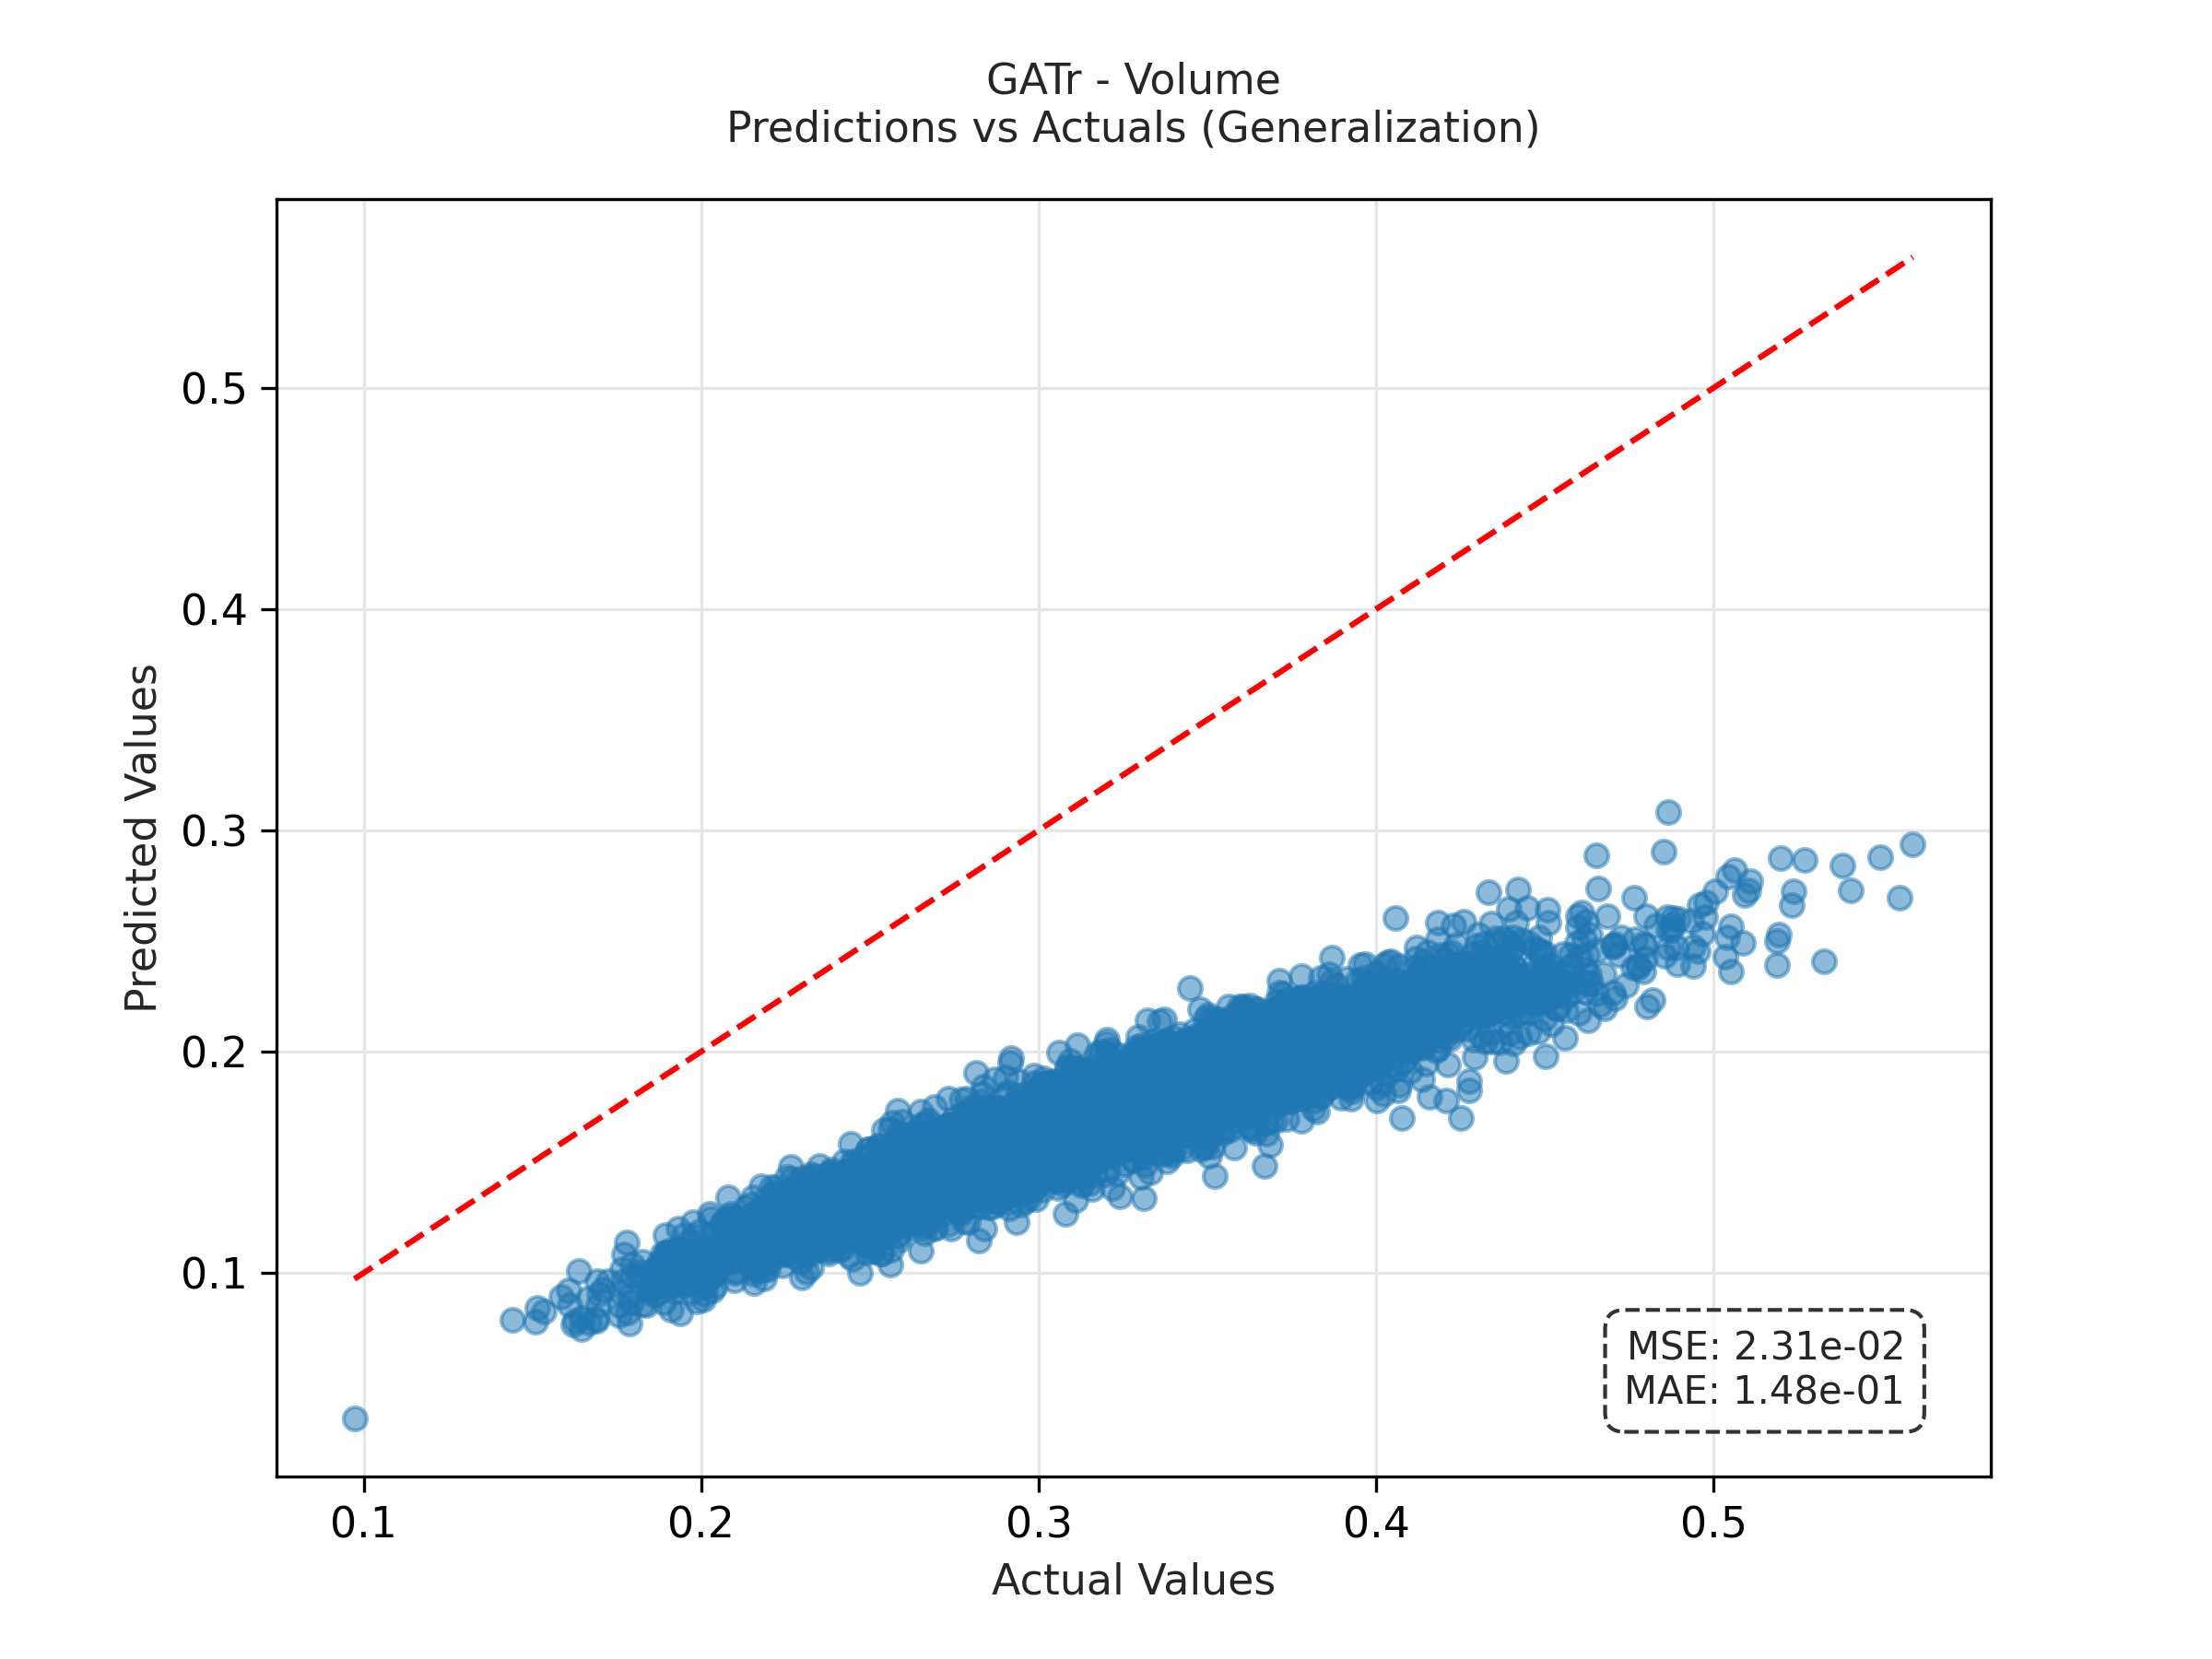 GATr - Volume
Predictions vs Actuals (Generalization)
Predicted Values
0.5
0.4
0.3
0.2
0.1
MSE: 2.31e-02
MAE: 1.48e-01
0.1
0.2
0.3
0.4
0.5
Actual Values